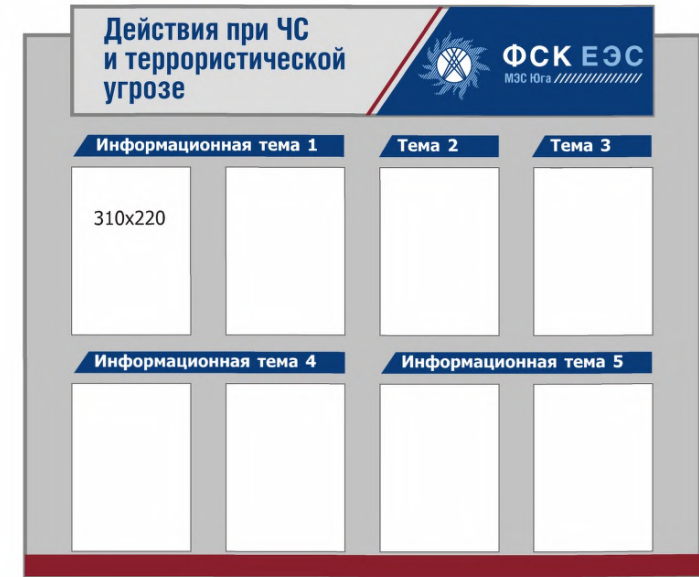 Действия при ЧС
и террористической
угрозе
ФСК ЕЭС
МЭС Юга
Информационная тема 1
Тема 2
Тема 3
310x220
Информационная тема 4
Информационная тема 5